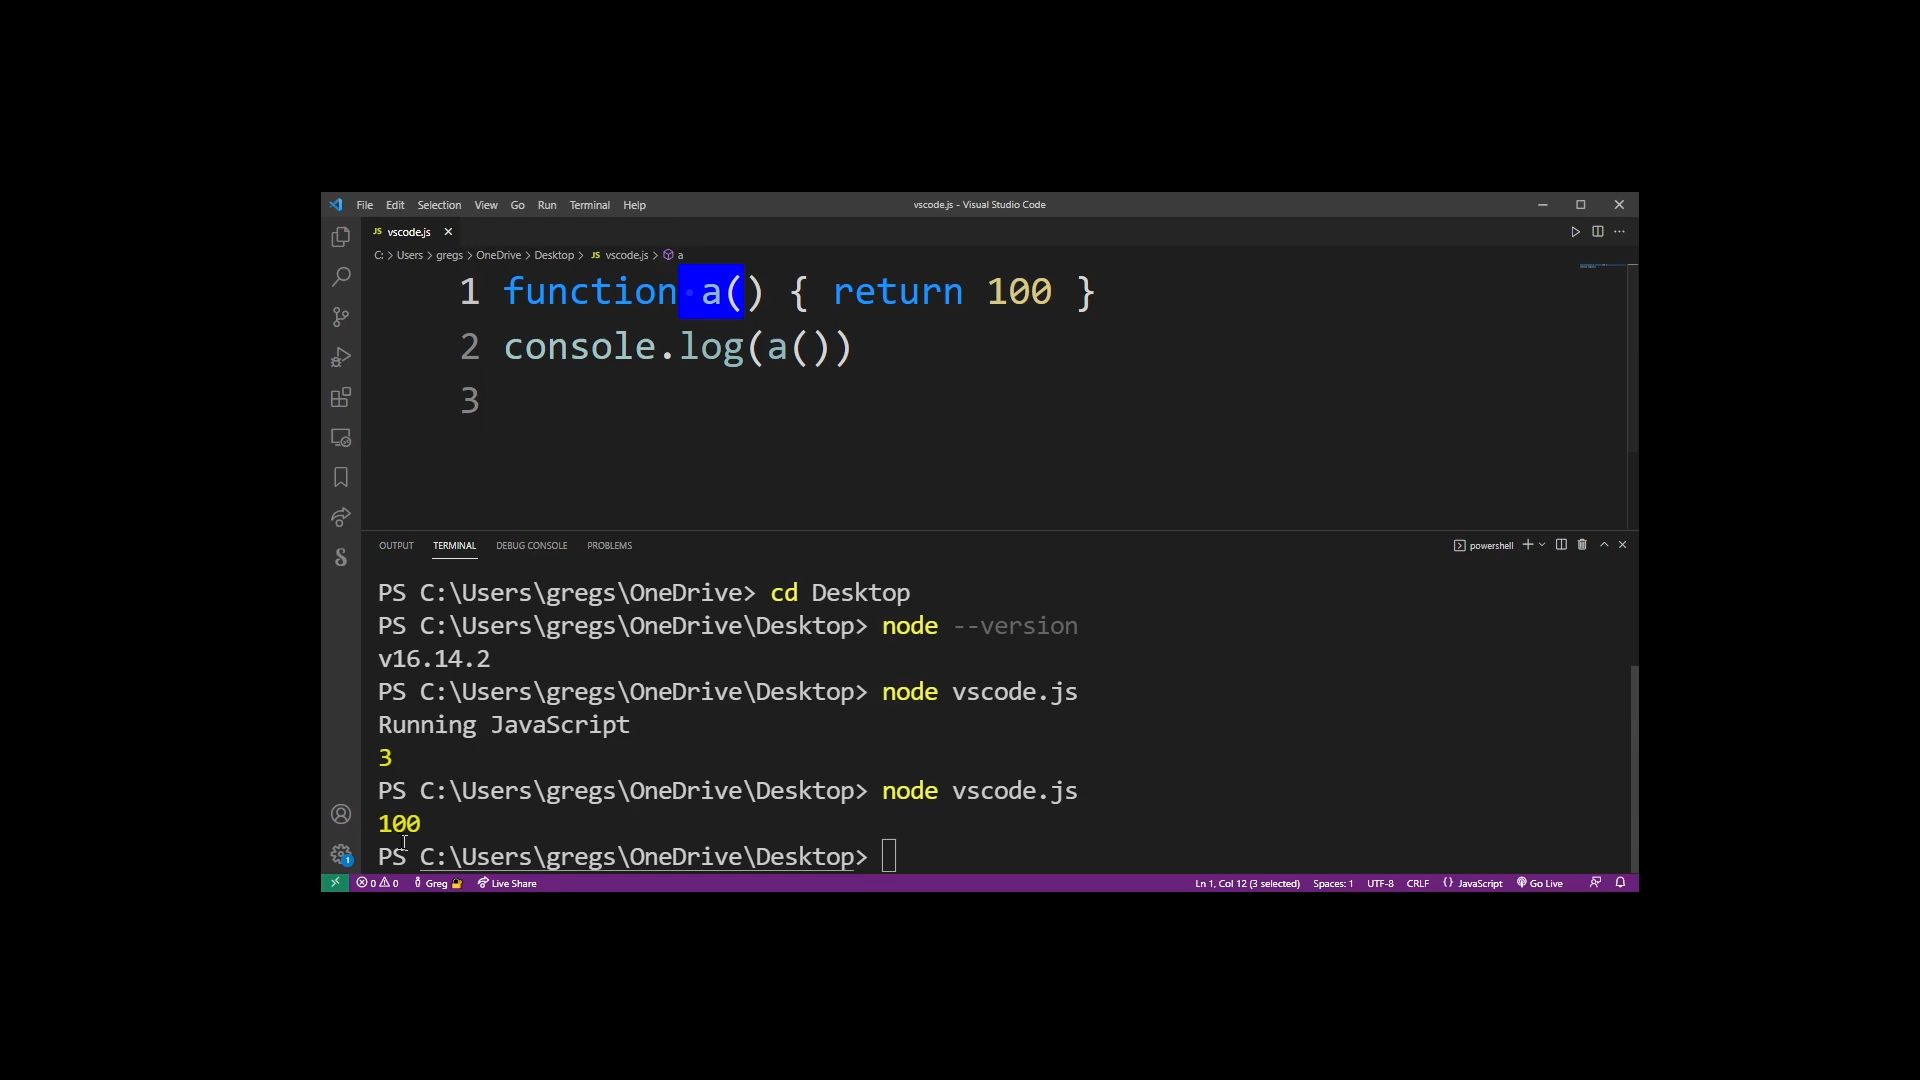 File Edit Selection View Go Run Terminal Help vscode.js - Visual Studio Code
JS vscode.js
C: > Users > gregs > OneDrive > Desktop > JS vscode.js > a
1 function a() { return 100 }
2 console.log(a())
3
OUTPUT TERMINAL DEBUG CONSOLE PROBLEMS powershell
PS C:\Users\gregs\OneDrive> cd Desktop
PS C:\Users\gregs\OneDrive\Desktop> node --version
v16.14.2
PS C:\Users\gregs\OneDrive\Desktop> node vscode.js
Running JavaScript
3
PS C:\Users\gregs\OneDrive\Desktop> node vscode.js
100
PS C:\Users\gregs\OneDrive\Desktop>
1
0 0 Greg Live Share Ln 1, Col 12 (3 selected) Spaces: 1 UTF-8 CRLF {} JavaScript Go Live